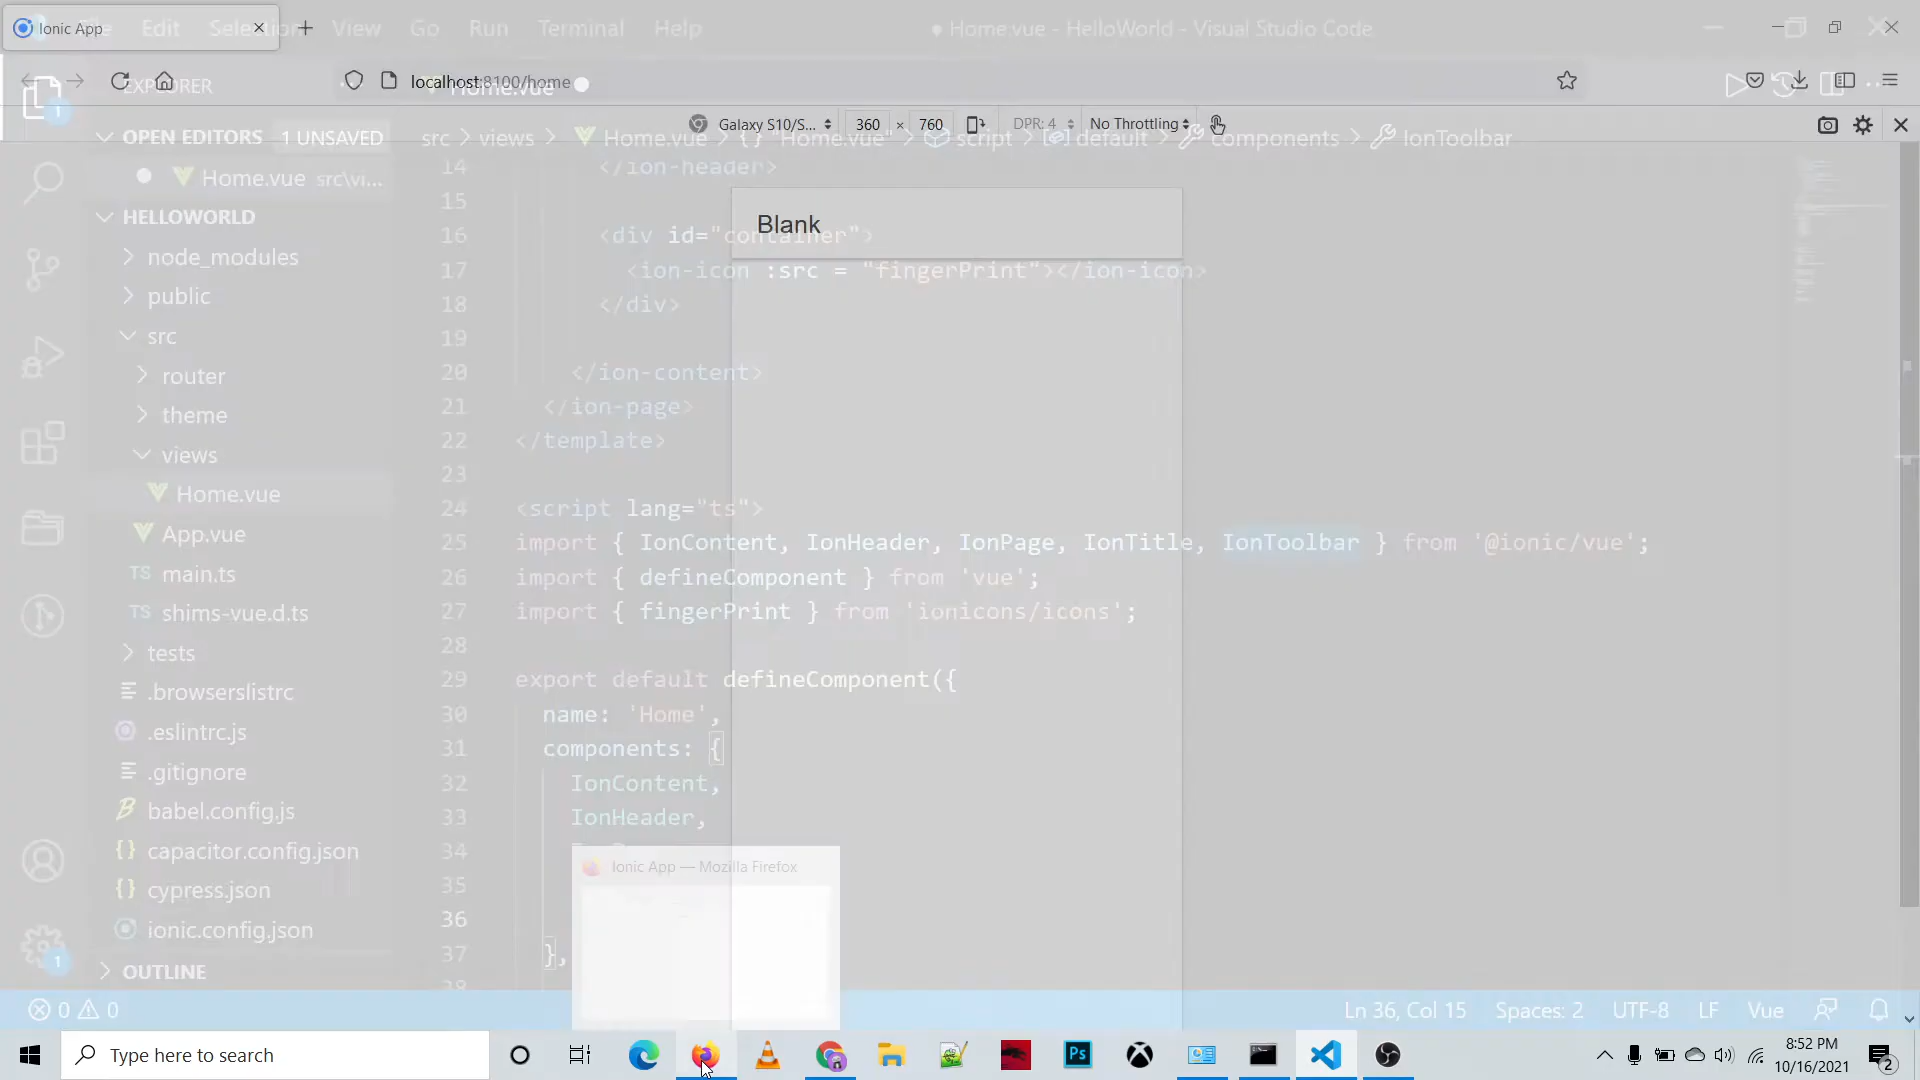 Ionic App
File Edit Selection View Go Run Terminal Help
Home.vue - HelloWorld - Visual Studio Code
localhost:8100/home
EXPLORER
Home.vue
Galaxy S10/S... 360 × 760 DPR: 4 No Throttling
OPEN EDITORS 1 UNSAVED
src > views > Home.vue > {} "Home.vue" > script > default > components > IonToolbar
Home.vue src\vi...
HELLOWORLD
node_modules
public
src
router
theme
views
Home.vue
App.vue
TS main.ts
TS shims-vue.d.ts
tests
.browserslistrc
.eslintrc.js
.gitignore
babel.config.js
{} capacitor.config.json
{} cypress.json
ionic.config.json
OUTLINE
Blank
14 </ion-header>
15
16 <div id="container">
17 <ion-icon :src = "fingerPrint"></ion-icon>
18 </div>
19
20 </ion-content>
21 </ion-page>
22 </template>
23
24 <script lang="ts">
25 import { IonContent, IonHeader, IonPage, IonTitle, IonToolbar } from '@ionic/vue';
26 import { defineComponent } from 'vue';
27 import { fingerPrint } from 'ionicons/icons';
28
29 export default defineComponent({
30 name: 'Home',
31 components: {
32 IonContent,
33 IonHeader,
34
35
36
37 },
38
Ionic App — Mozilla Firefox
0 0
Ln 36, Col 15 Spaces: 2 UTF-8 LF Vue
Type here to search
Ps
8:52 PM
10/16/2021
2